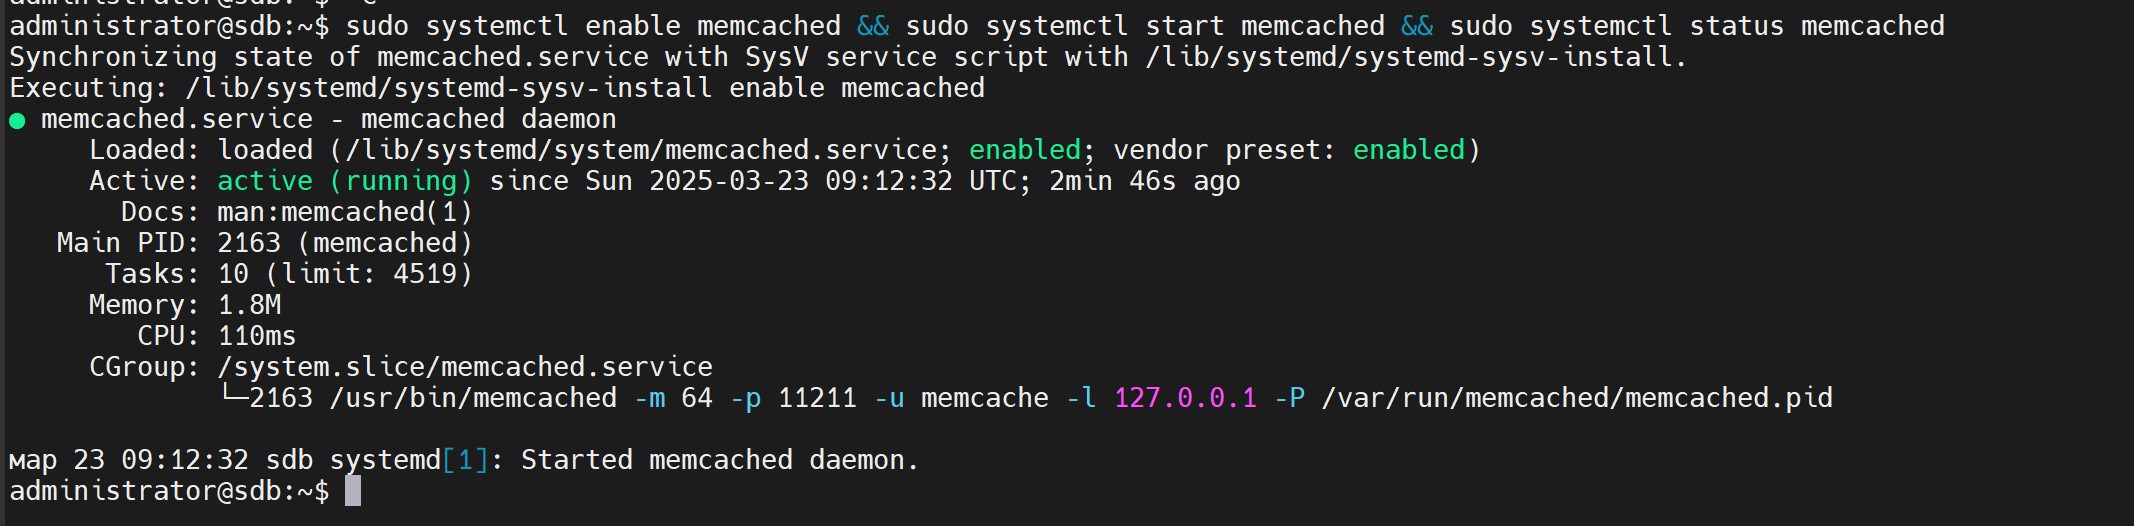 administrator@sdb:~$ sudo systemctl enable memcached && sudo systemctl start memcached && sudo systemctl status memcached
Synchronizing state of memcached.service with SysV service script with /lib/systemd/systemd-sysv-install.
Executing: /lib/systemd/systemd-sysv-install enable memcached
● memcached.service - memcached daemon
Loaded: loaded (/lib/systemd/system/memcached.service; enabled; vendor preset: enabled)
Active: active (running) since Sun 2025-03-23 09:12:32 UTC; 2min 46s ago
Docs: man:memcached(1)
Main PID: 2163 (memcached)
Tasks: 10 (limit: 4519)
Memory: 1.8M
CPU: 110ms
CGroup: /system.slice/memcached.service
└─2163 /usr/bin/memcached -m 64 -p 11211 -u memcache -l 127.0.0.1 -P /var/run/memcached/memcached.pid
мар 23 09:12:32 sdb systemd[1]: Started memcached daemon.
administrator@sdb:~$